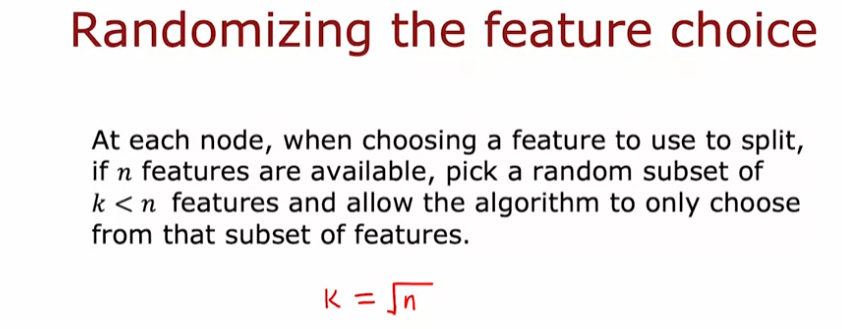 Randomizing the feature choice
At each node, when choosing a feature to use to split,
if n features are available, pick a random subset of
k < n features and allow the algorithm to only choose
from that subset of features.
K = √n